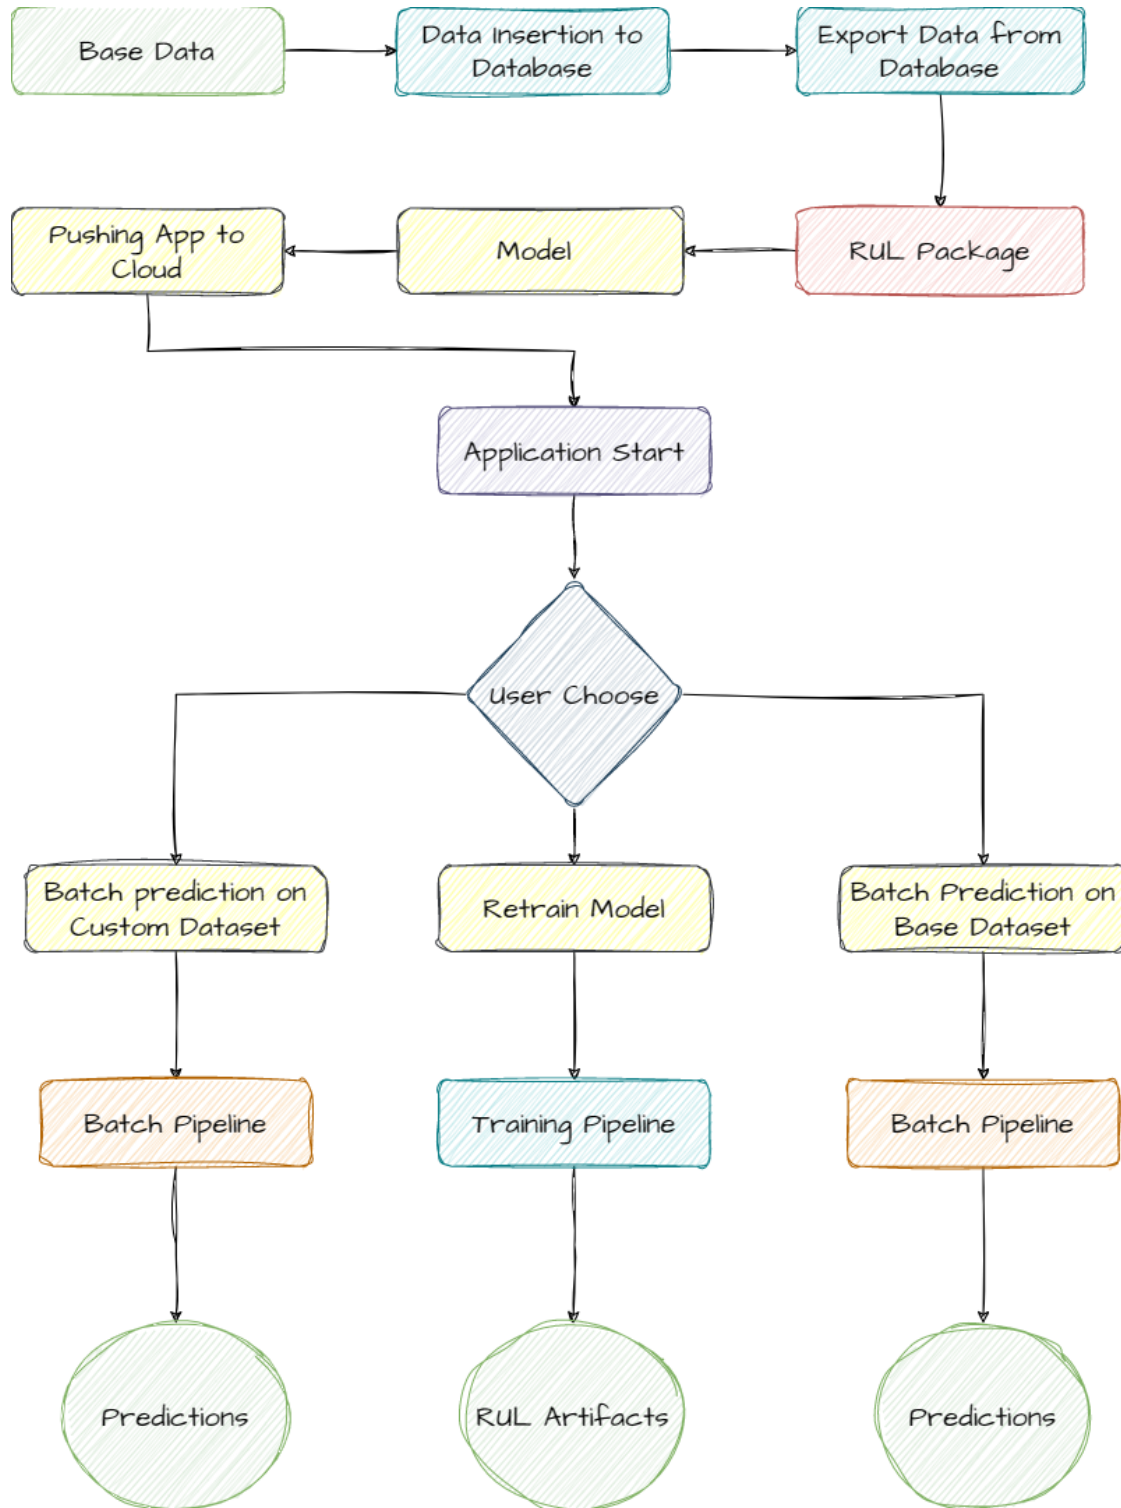 Base Data
Data Insertion to
Database
Export Data from
Database
Pushing App to
Cloud
Model
RUL Package
Application Start
User Choose
Batch prediction on
Custom Dataset
Retrain Model
Batch Prediction on
Base Dataset
Batch Pipeline
Training Pipeline
Batch Pipeline
Predictions
RUL Artifacts
Predictions